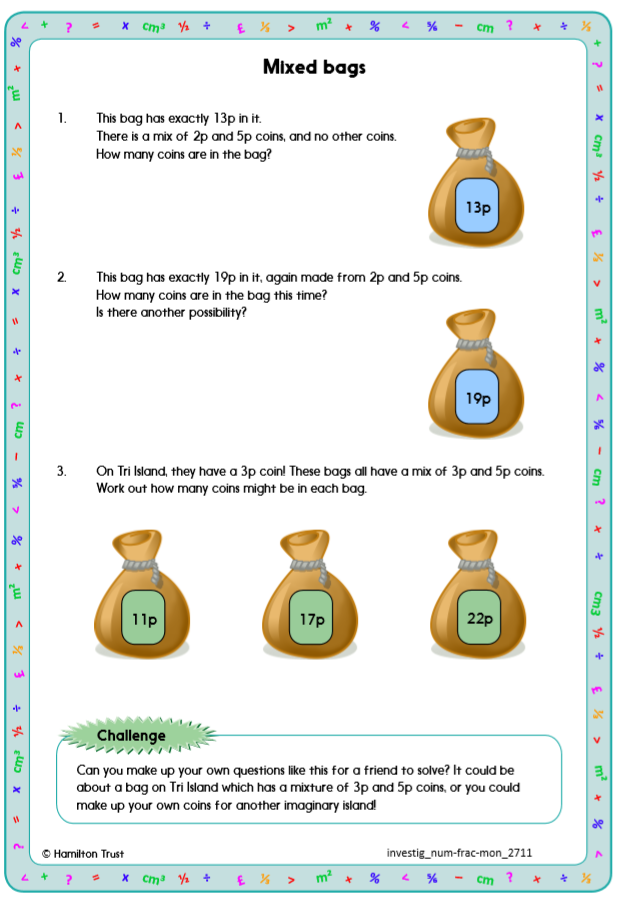 Mixed bags
1. This bag has exactly 13p in it.
There is a mix of 2p and 5p coins, and no other coins.
How many coins are in the bag?
13p
2. This bag has exactly 19p in it, again made from 2p and 5p coins.
How many coins are in the bag this time?
Is there another possibility?
19p
3. On Tri Island, they have a 3p coin! These bags all have a mix of 3p and 5p coins.
Work out how many coins might be in each bag.
11p 17p 22p
Challenge
Can you make up your own questions like this for a friend to solve? It could be
about a bag on Tri Island which has a mixture of 3p and 5p coins, or you could
make up your own coins for another imaginary island!
© Hamilton Trust investig_num-frac-mon_2711